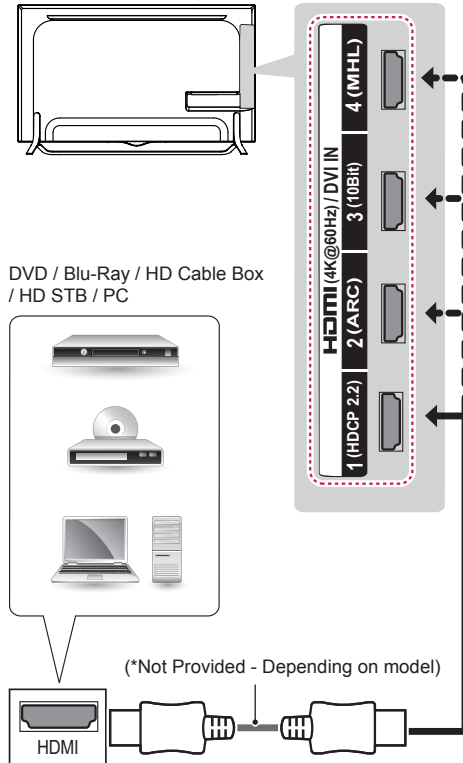 4 (MHL)
3 (10Bit)
2 (ARC)
1 (HDCP 2.2)
HDMI (4K@60Hz) / DVI IN
DVD / Blu-Ray / HD Cable Box
/ HD STB / PC
(*Not Provided - Depending on model)
HDMI